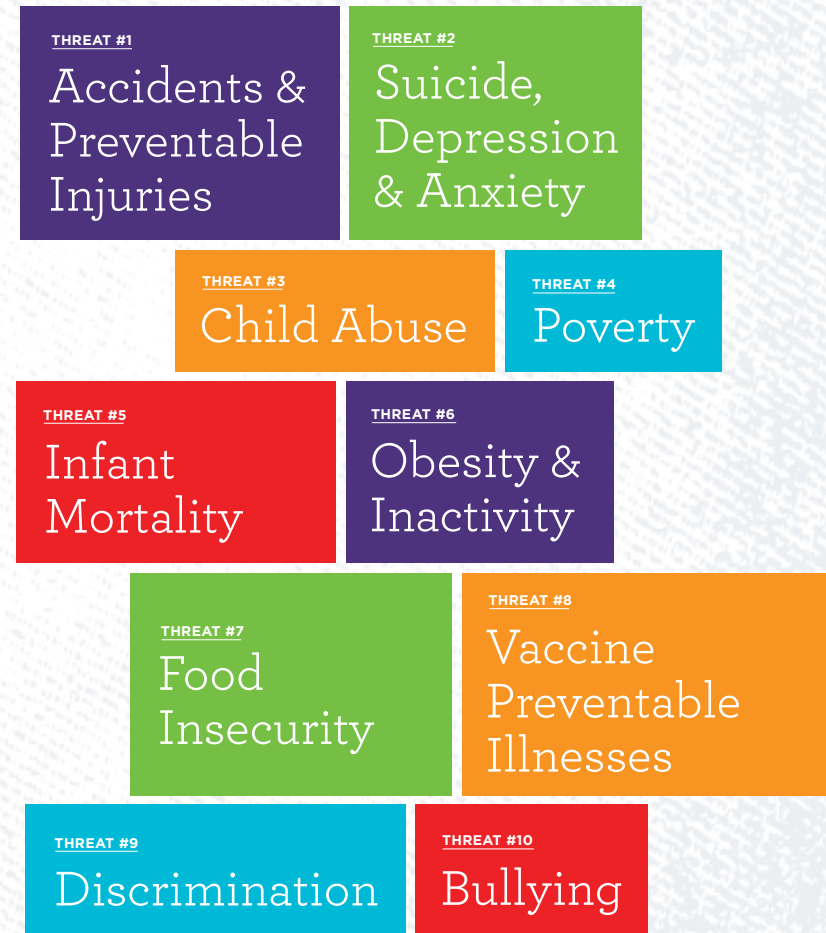 THREAT #1
Accidents &
Preventable
Injuries
THREAT #2
Suicide,
Depression
& Anxiety
THREAT #3
Child Abuse
THREAT #4
Poverty
THREAT #5
Infant
Mortality
THREAT #6
Obesity &
Inactivity
THREAT #7
Food
Insecurity
THREAT #8
Vaccine
Preventable
Illnesses
THREAT #9
Discrimination
THREAT #10
Bullying